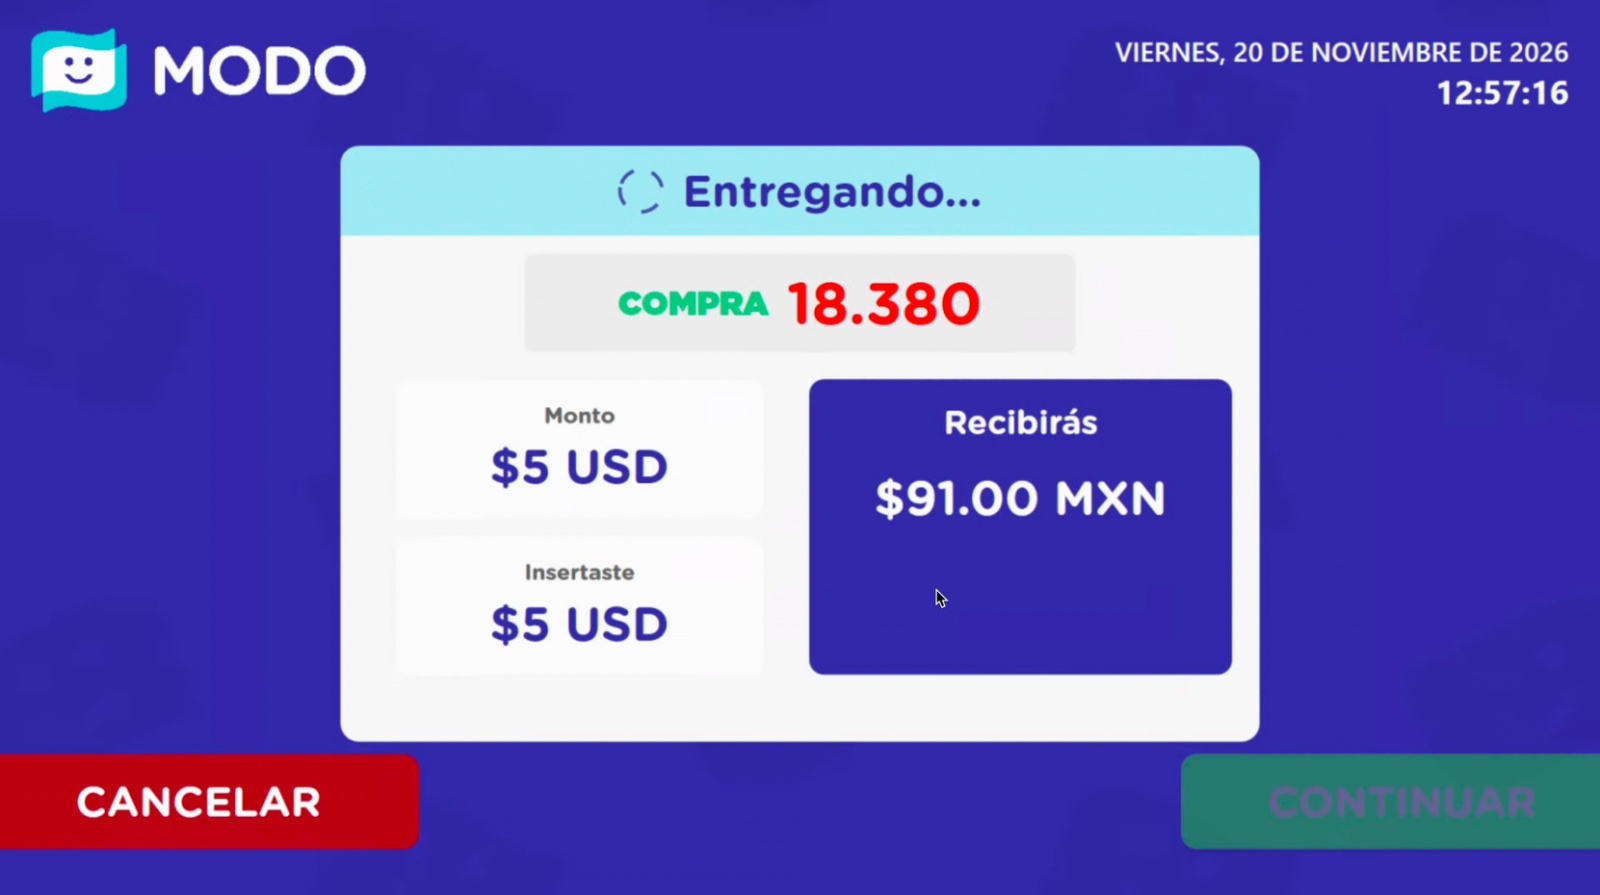 MODO
VIERNES, 20 DE NOVIEMBRE DE 2026
12:57:16
Entregando...
COMPRA 18.380
Monto
$5 USD
Insertaste
$5 USD
Recibirás
$91.00 MXN
CANCELAR
CONTINUAR